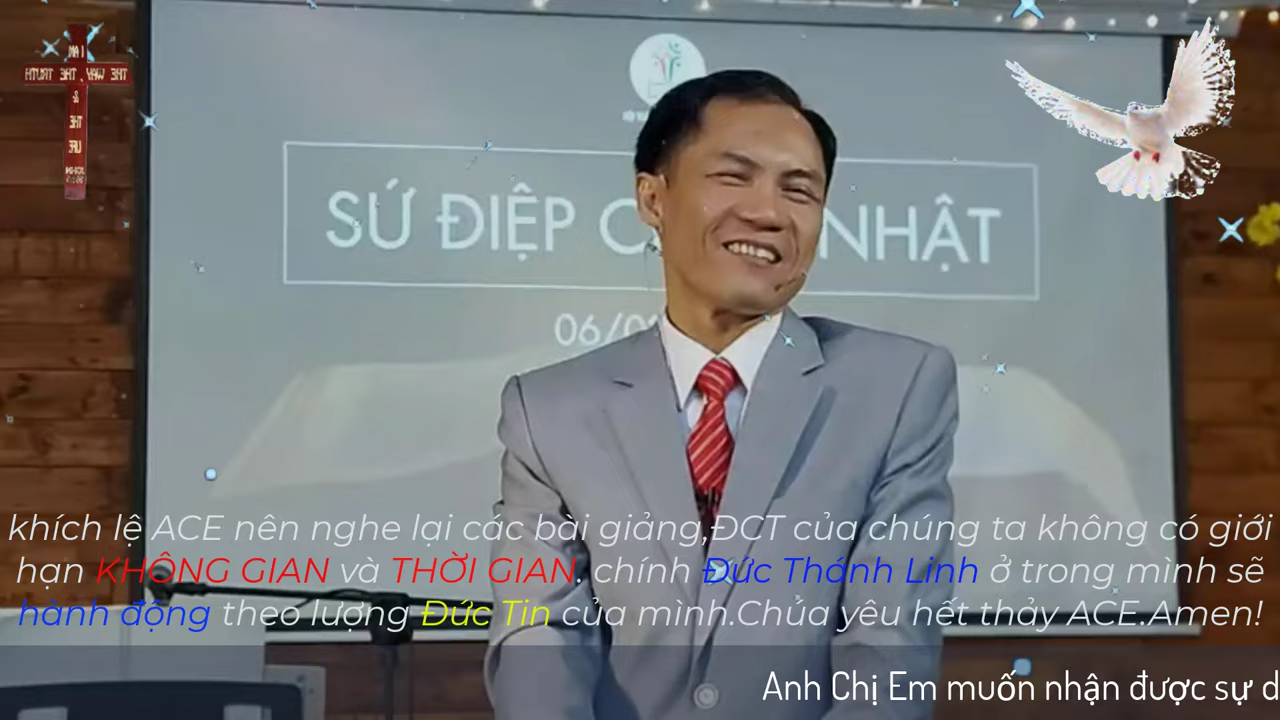 SỨ ĐIỆP C NHẬT
06/0
khích lệ ACE nên nghe lại các bài giảng,ĐCT của chúng ta không có giới
hạn KHÔNG GIAN và THỜI GIAN. chính Đức Thánh Linh ở trong mình sẽ
hành động theo lượng Đức Tin của mình.Chúa yêu hết thảy ACE.Amen!
Anh Chị Em muốn nhận được sự d